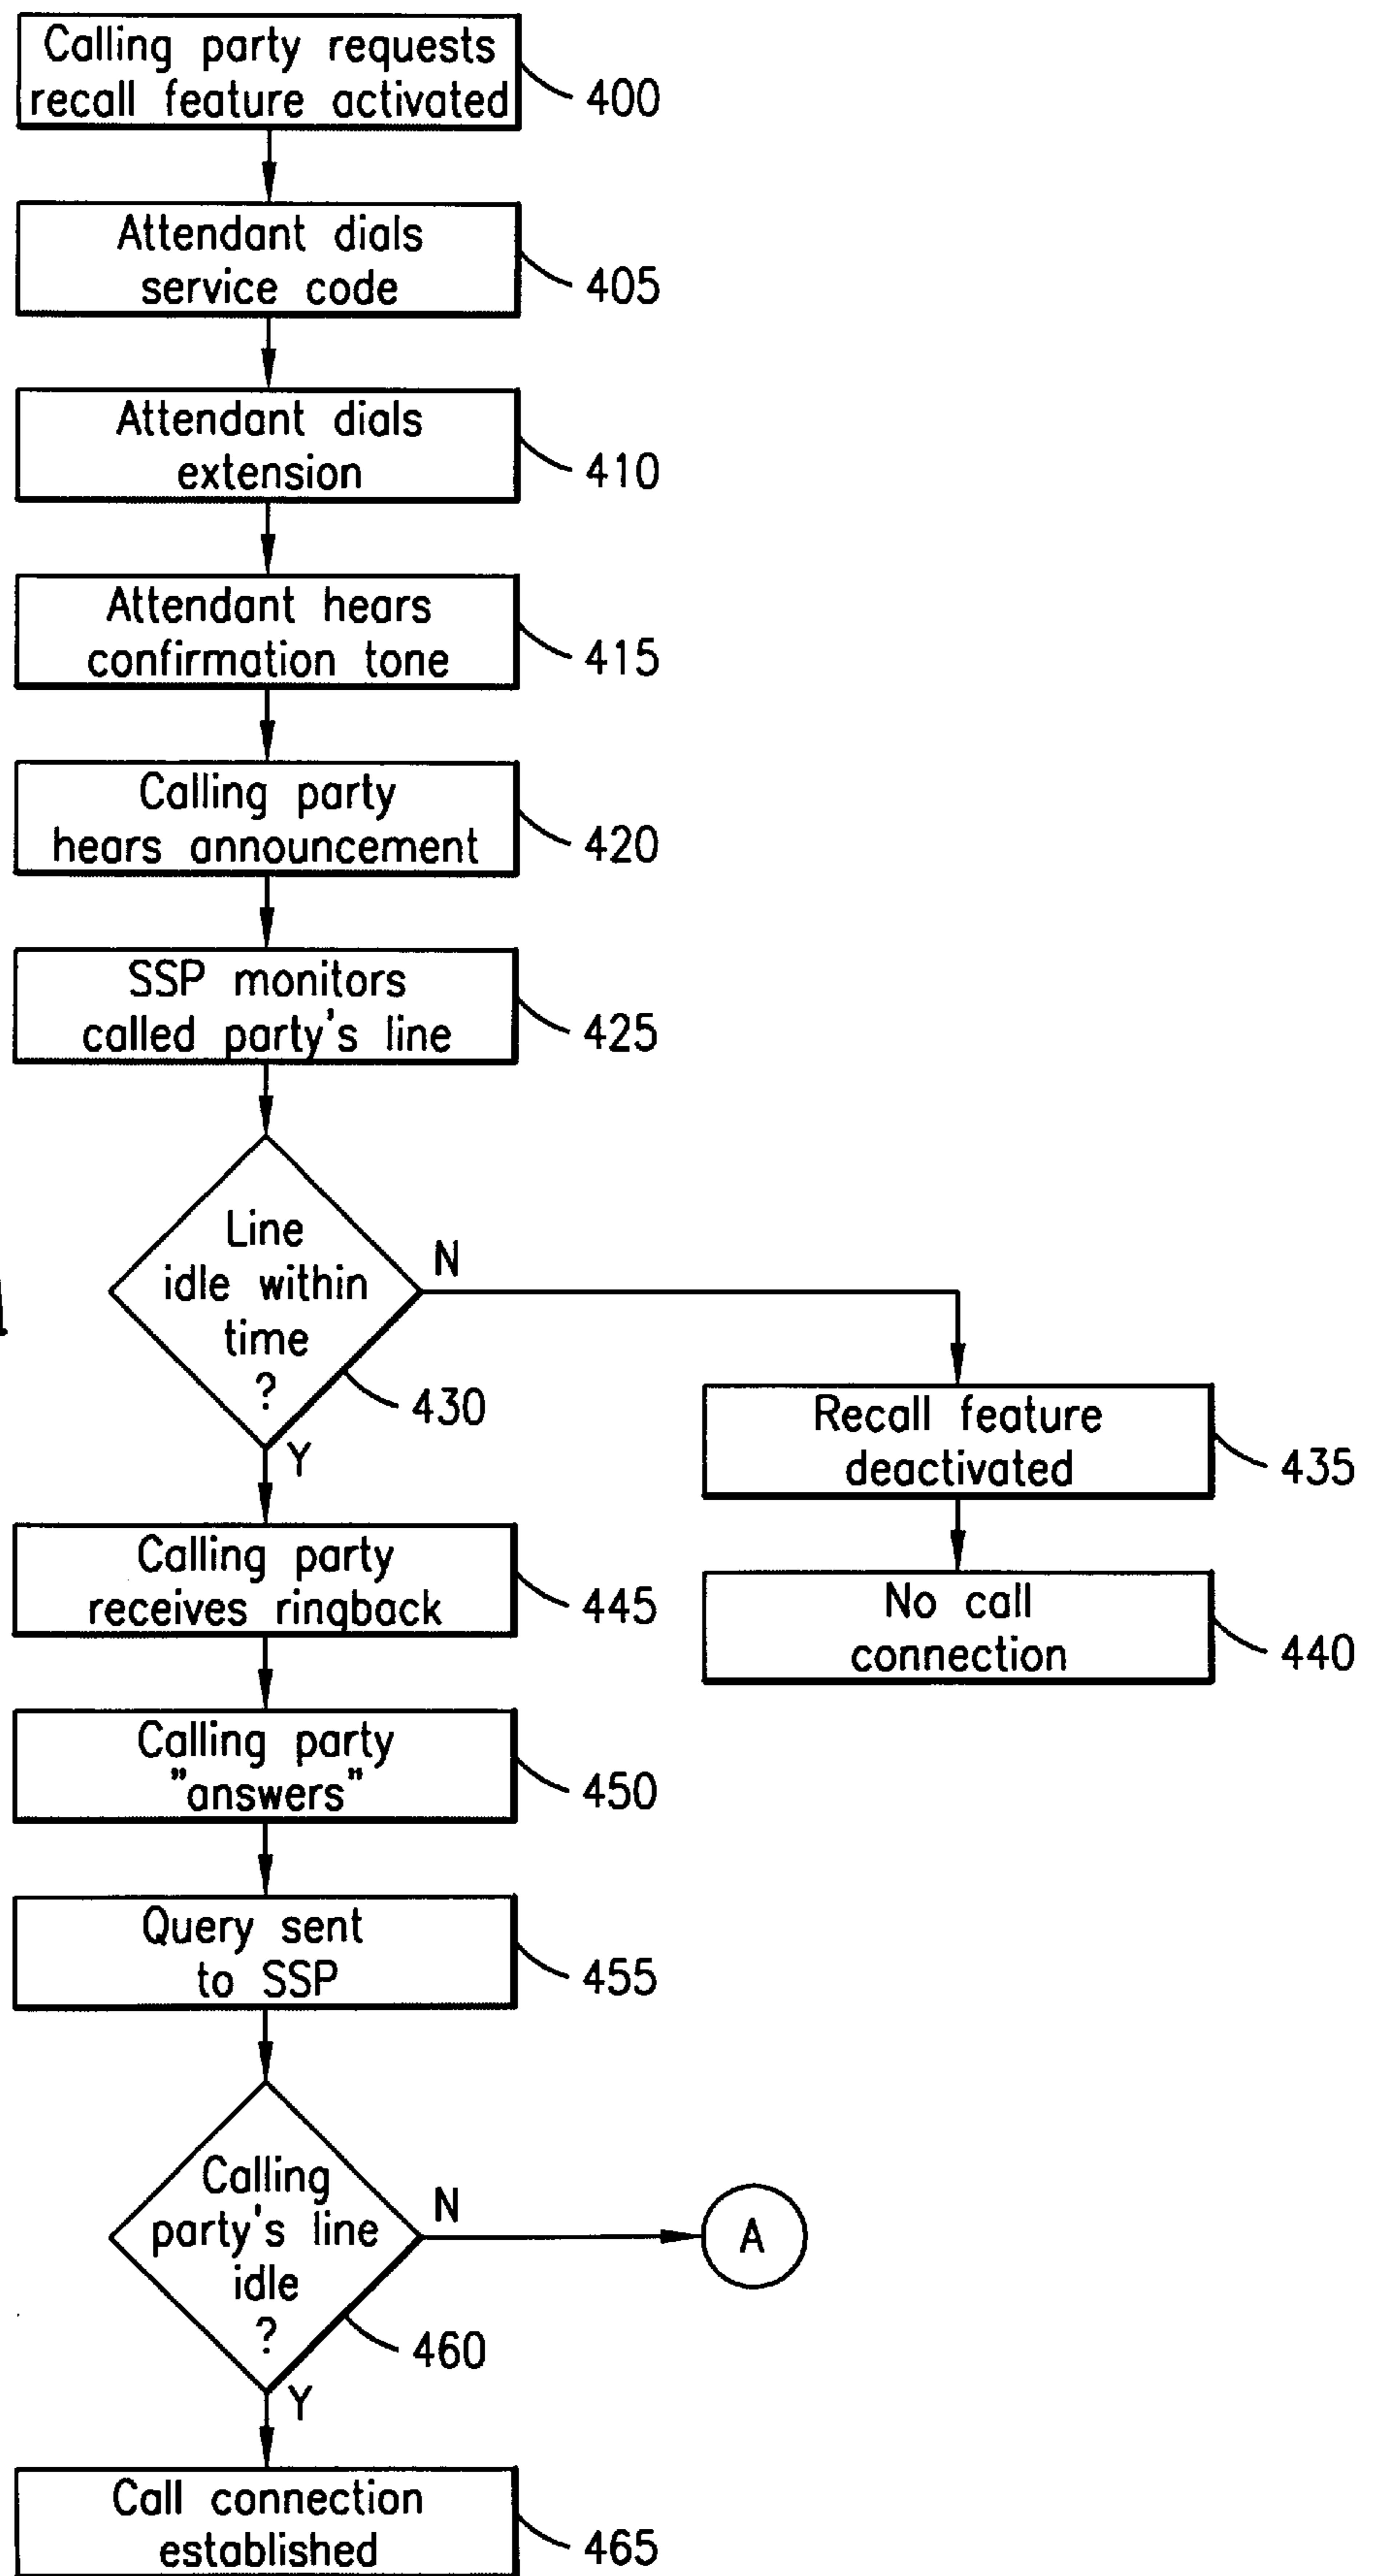 Calling party requests
recall feature activated
400
Attendant dials
service code
405
Attendant dials
extension
410
Attendant hears
confirmation tone
415
Calling party
hears announcement
420
SSP monitors
called party's line
425
Line
idle within
time
?
N
430
Y
Recall feature
deactivated
435
Calling party
receives ringback
445
No call
connection
440
Calling party
"answers"
450
Query sent
to SSP
455
Calling
party's line
idle
?
N
A
460
Y
Call connection
established
465